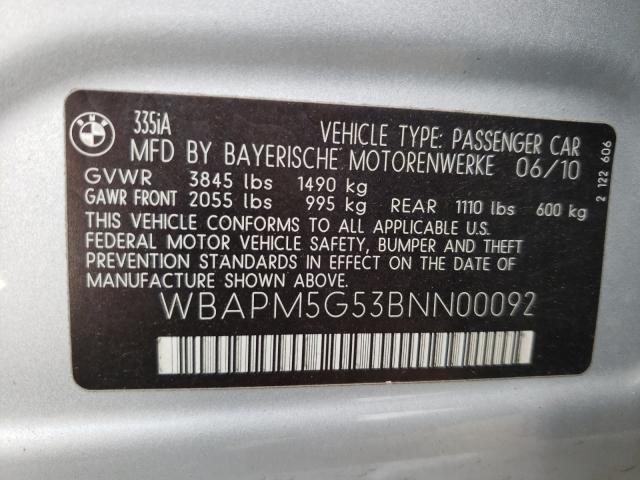 BMW
335iA
VEHICLE TYPE: PASSENGER CAR
MFD BY BAYERISCHE MOTORENWERKE 06/10
GVWR 3845 lbs 1490 kg
GAWR FRONT 2055 lbs 995 kg REAR 1110 lbs 600 kg
THIS VEHICLE CONFORMS TO ALL APPLICABLE U.S.
FEDERAL MOTOR VEHICLE SAFETY, BUMPER AND THEFT
PREVENTION STANDARDS IN EFFECT ON THE DATE OF
MANUFACTURE SHOWN ABOVE.
WBAPM5G53BNN00092
2 122 606